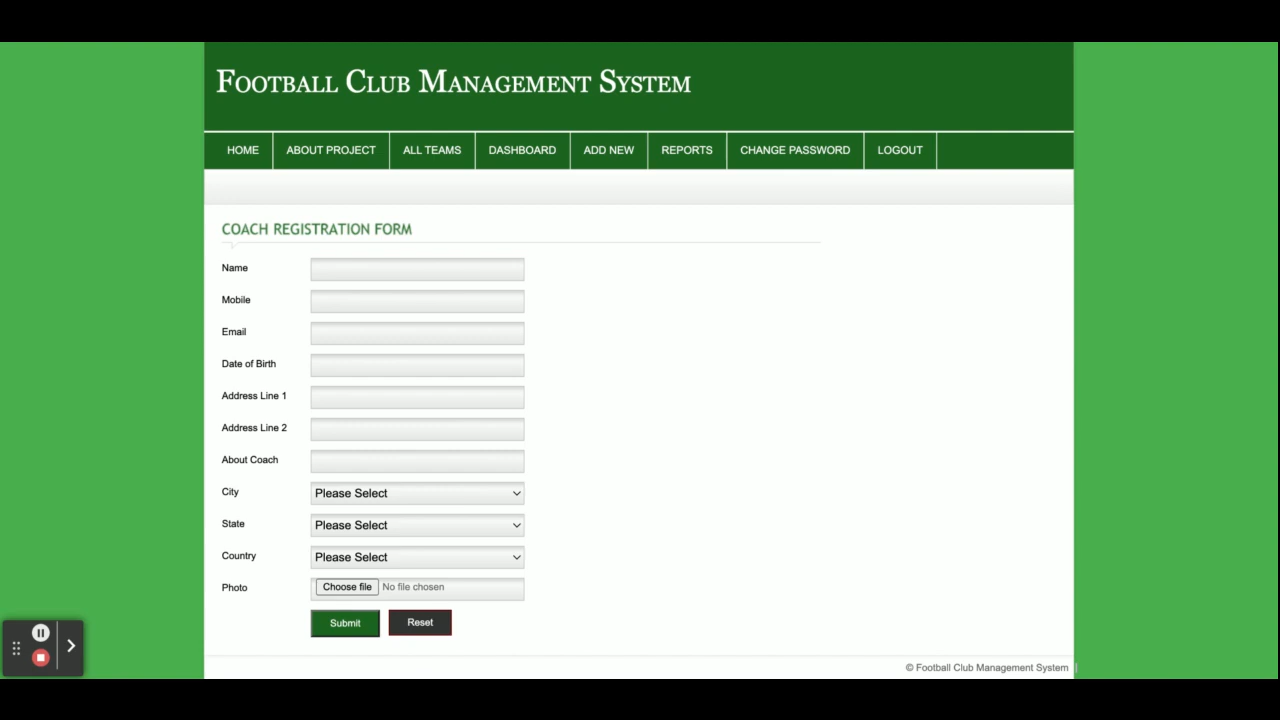 Football Club Management System
HOME ABOUT PROJECT ALL TEAMS DASHBOARD ADD NEW REPORTS CHANGE PASSWORD LOGOUT
COACH REGISTRATION FORM
Name
Mobile
Email
Date of Birth
Address Line 1
Address Line 2
About Coach
City Please Select
State Please Select
Country Please Select
Photo Choose file No file chosen
Submit Reset
© Football Club Management System